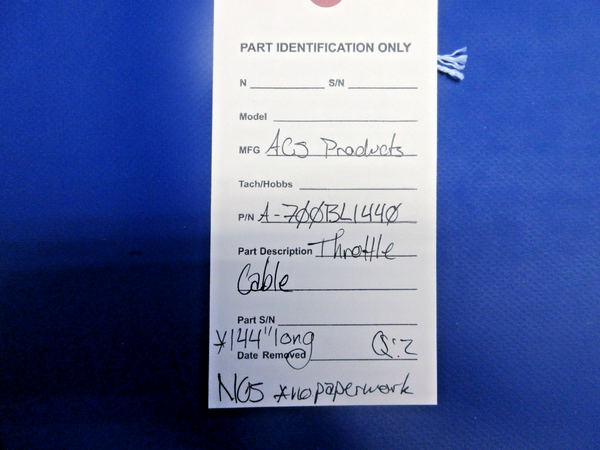 PART IDENTIFICATION ONLY
N S/N
Model
MFG ACS Products
Tach/Hobbs
P/N A-700BL1440
Part Description Throttle
Cable
Part S/N
*144" long Q:2
Date Removed
NOS *no paperwork